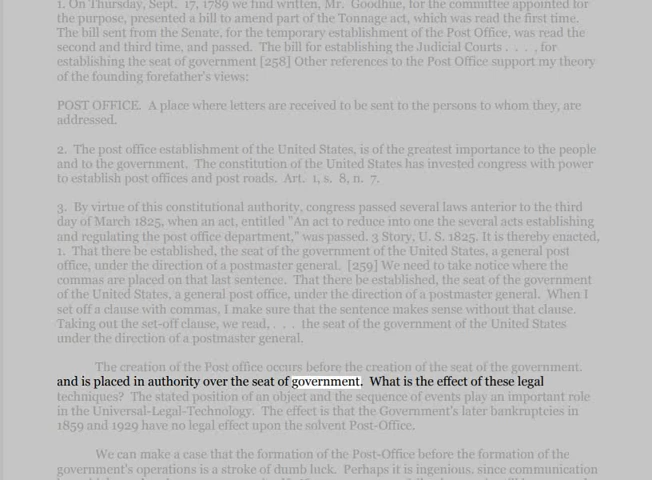 1. On Thursday, Sept. 17, 1789 we find written, Mr. Goodhue, for the committee appointed for
the purpose, presented a bill to amend part of the Tonnage act, which was read the first time.
The bill sent from the Senate, for the temporary establishment of the Post Office, was read the
second and third time, and passed. The bill for establishing the Judicial Courts . . . , for
establishing the seat of government [258] Other references to the Post Office support my theory
of the founding forefather's views:
POST OFFICE. A place where letters are received to be sent to the persons to whom they, are
addressed.
2. The post office establishment of the United States, is of the greatest importance to the people
and to the government. The constitution of the United States has invested congress with power
to establish post offices and post roads. Art. 1, s. 8, n. 7.
3. By virtue of this constitutional authority, congress passed several laws anterior to the third
day of March 1825, when an act, entitled "An act to reduce into one the several acts establishing
and regulating the post office department," was passed. 3 Story, U. S. 1825. It is thereby enacted,
1. That there be established, the seat of the government of the United States, a general post
office, under the direction of a postmaster general. [259] We need to take notice where the
commas are placed on that last sentence. That there be established, the seat of the government
of the United States, a general post office, under the direction of a postmaster general. When I
set off a clause with commas, I make sure that the sentence makes sense without that clause.
Taking out the set-off clause, we read, . . . the seat of the government of the United States
under the direction of a postmaster general.
The creation of the Post office occurs before the creation of the seat of the government.
and is placed in authority over the seat of government. What is the effect of these legal
techniques? The stated position of an object and the sequence of events play an important role
in the Universal-Legal-Technology. The effect is that the Government's later bankruptcies in
1859 and 1929 have no legal effect upon the solvent Post-Office.
We can make a case that the formation of the Post-Office before the formation of the
government's operations is a stroke of dumb luck. Perhaps it is ingenious, since communication